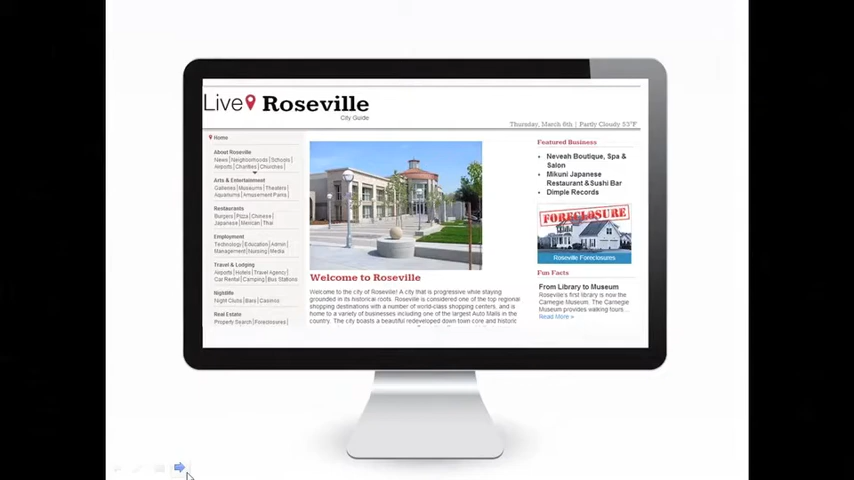 Live Roseville
City Guide
Thursday, March 6th | Partly Cloudy 53°F
Home
About Roseville
News|Neighborhoods|Schools|
Airports|Charities|Churches|
Arts & Entertainment
Galleries|Museums|Theaters|
Aquariums|Amusement Parks|
Restaurants
Burgers|Pizza|Chinese|
Japanese|Mexican|Thai
Employment
Technology|Education|Admin|
Management|Nursing|Media
Travel & Lodging
Airports|Hotels|Travel Agency|
Car Rental|Camping|Bus Stations
Nightlife
Night Clubs|Bars|Casinos
Real Estate
Property Search|Foreclosures|
Welcome to Roseville
Welcome to the city of Roseville! A city that is progressive while staying
grounded in its historical roots. Roseville is considered one of the top regional
shopping destinations with a number of world-class shopping centers, and is
home to a variety of businesses including one of the largest Auto Malls in the
country. The city boasts a beautiful redeveloped down town core and historic
Featured Business
Neveah Boutique, Spa &
Salon
Mikuni Japanese
Restaurant & Sushi Bar
Dimple Records
FORECLOSURE
Roseville Foreclosures
Fun Facts
From Library to Museum
Roseville's first library is now the
Carnegie Museum. The Carnegie
Museum provides walking tours ...
Read More »